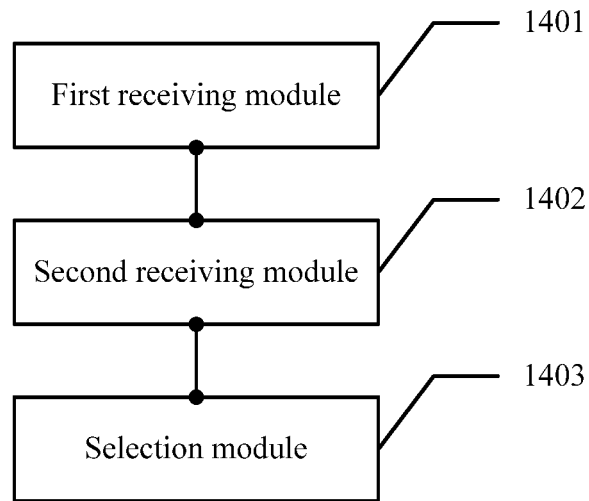 1401
First receiving module
1402
Second receiving module
1403
Selection module